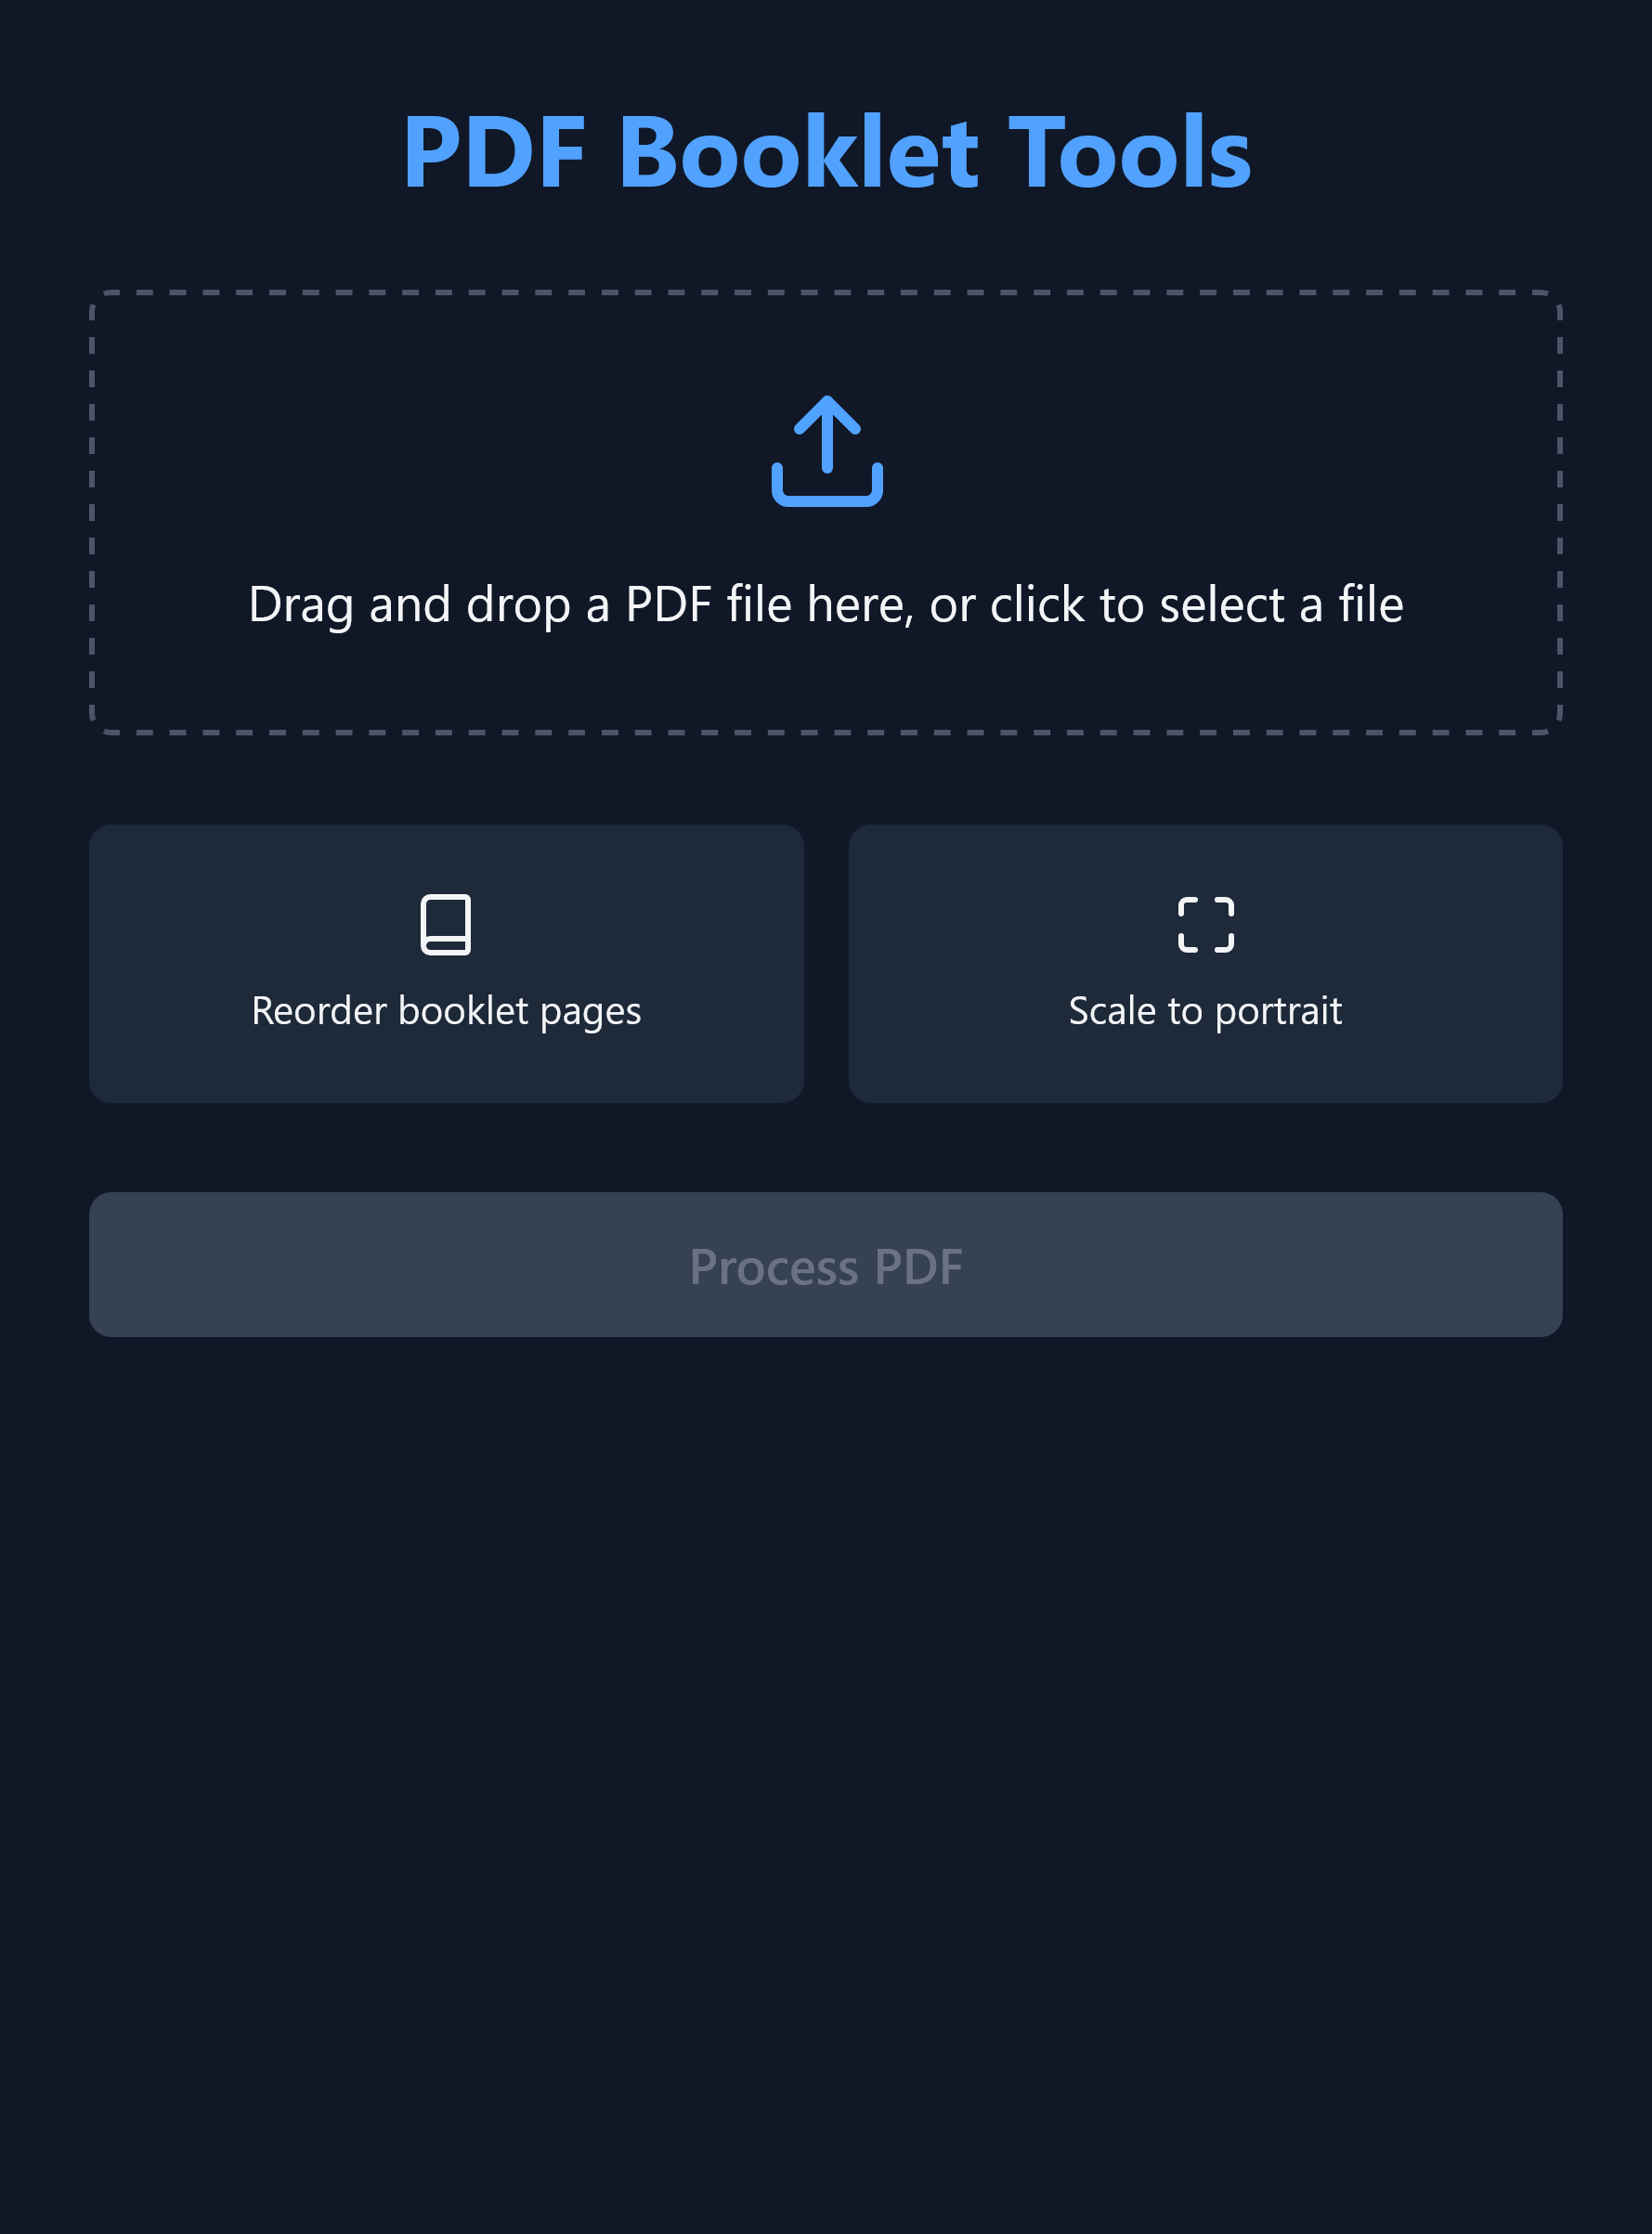 PDF Booklet Tools
Drag and drop a PDF file here, or click to select a file
Reorder booklet pages
Scale to portrait
Process PDF